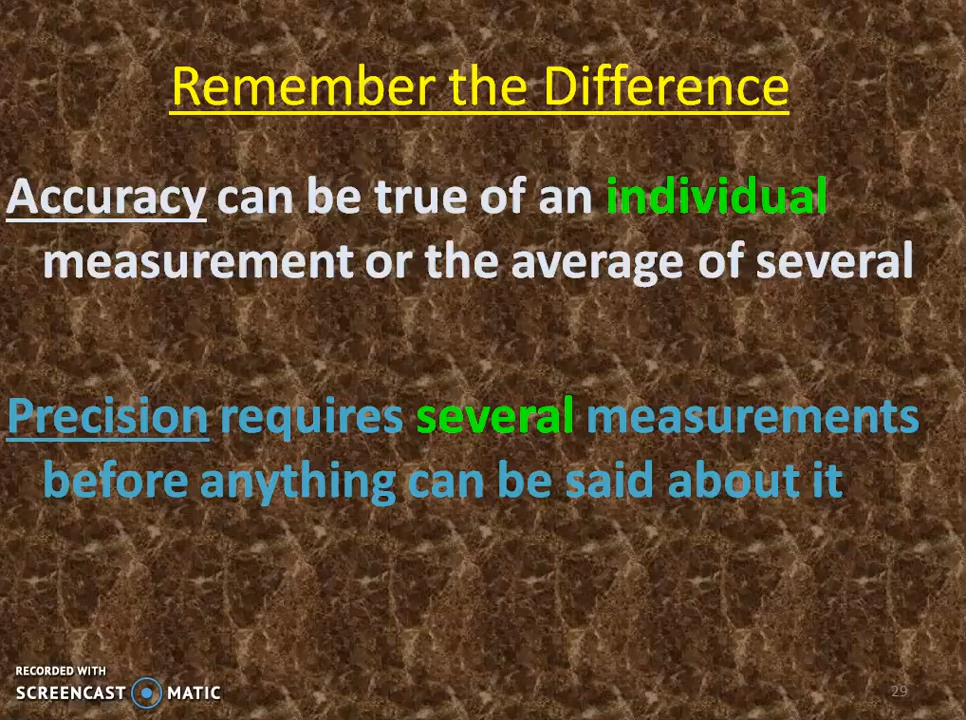 Remember the Difference
Accuracy can be true of an individual
measurement or the average of several
Precision requires several measurements
before anything can be said about it
RECORDED WITH
SCREENCAST MATIC
29